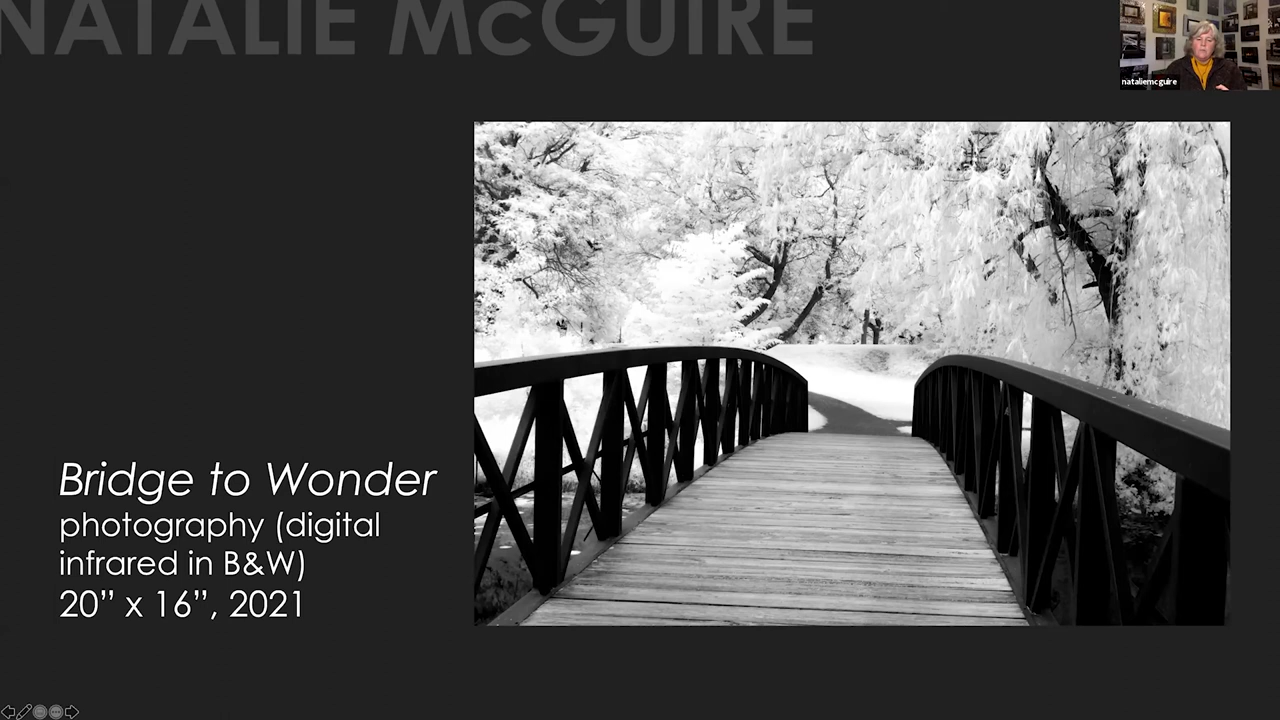 NATALIE McGUIRE
nataliemcguire
Bridge to Wonder
photography (digital
infrared in B&W)
20” x 16”, 2021